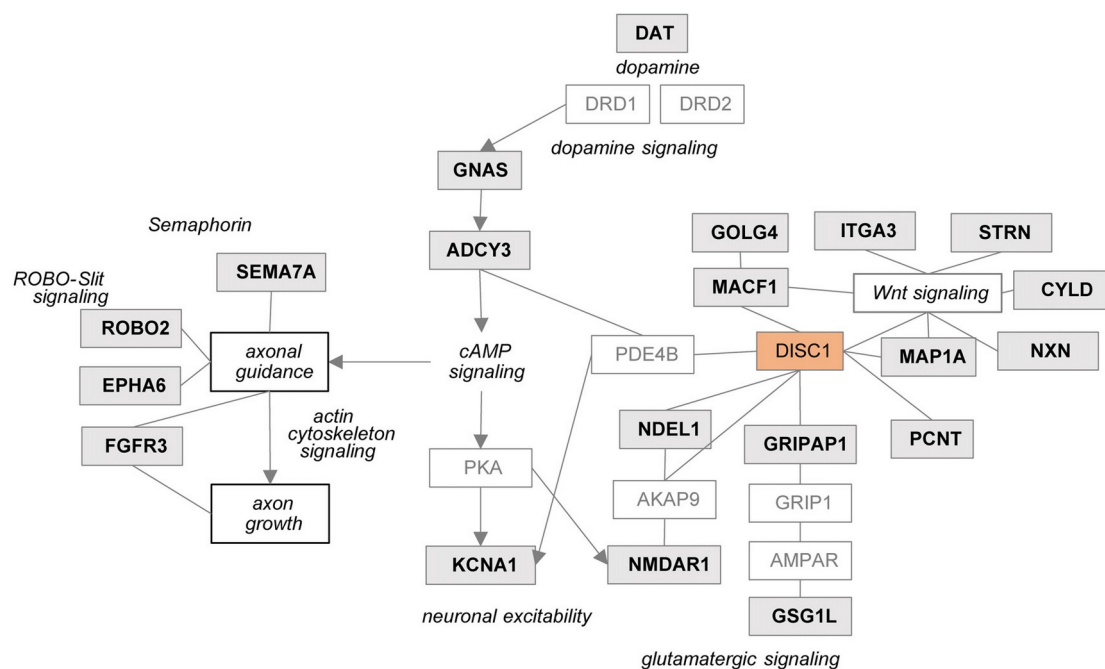 DAT
dopamine
DRD1 DRD2
dopamine signaling
GNAS
Semaphorin
GOLG4 ITGA3 STRN
ADCY3
SEMA7A
ROBO-Slit
signaling
MACF1 Wnt signaling CYLD
ROBO2
axonal
guidance
cAMP
signaling
PDE4B DISC1 MAP1A NXN
EPHA6
actin
cytoskeleton
signaling
FGFR3
NDEL1 GRIPAP1 PCNT
PKA
AKAP9 GRIP1
axon
growth
KCNA1 NMDAR1 AMPAR
neuronal excitability
GSG1L
glutamatergic signaling